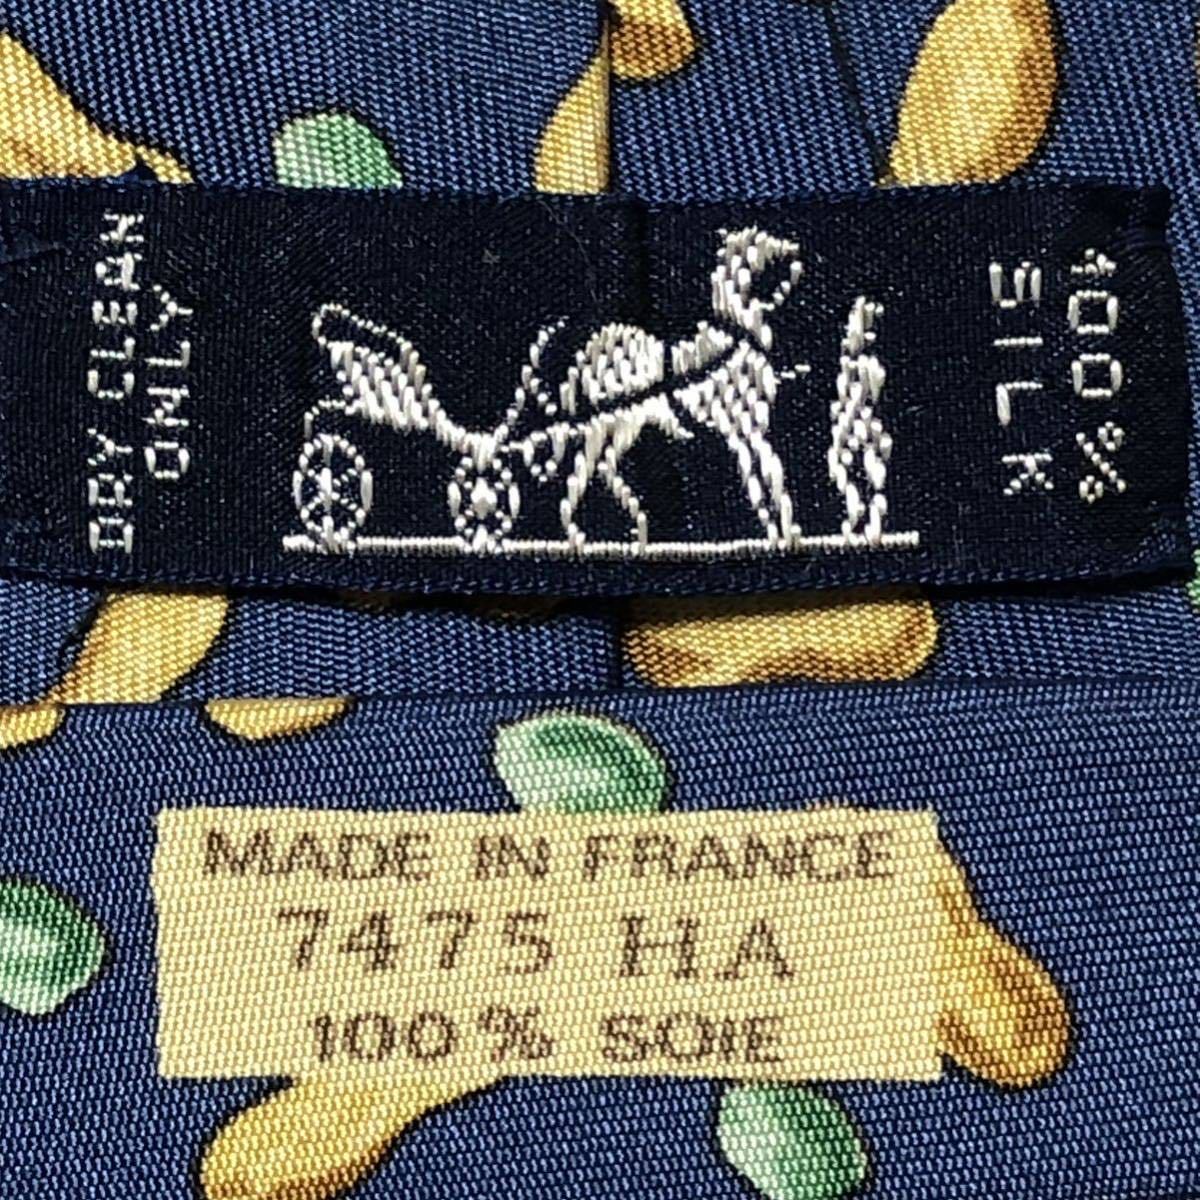 DRY CLEAN
ONLY
100%
SILK
MADE IN FRANCE
7475 HA
100% SOIE